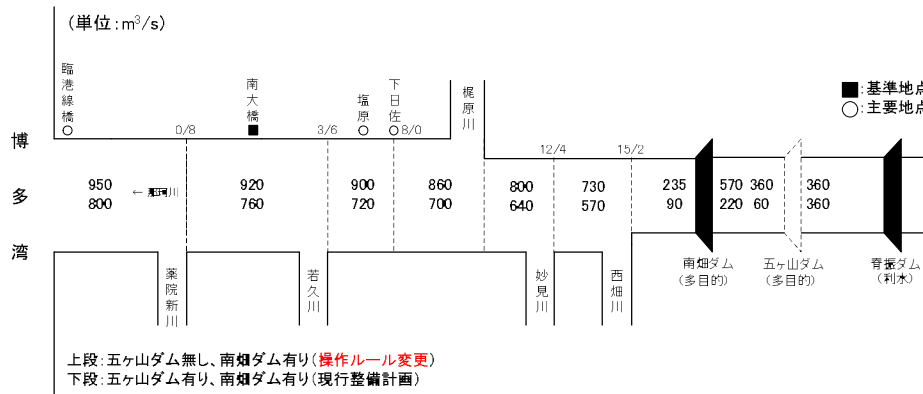 (単位:m³/s)
臨港線橋
南大橋
塩原
下日佐
梶原川
■:基準地点
○:主要地点
0/8
3/6
8/0
12/4
15/2
博多湾
950
920
900
860
800
730
235
570
360
360
← 那珂川
800
760
720
700
640
570
90
220
60
360
薬院新川
若久川
妙見川
西畑川
南畑ダム
(多目的)
五ヶ山ダム
(多目的)
脊振ダム
(利水)
上段:五ヶ山ダム無し、南畑ダム有り(操作ルール変更)
下段:五ヶ山ダム有り、南畑ダム有り(現行整備計画)